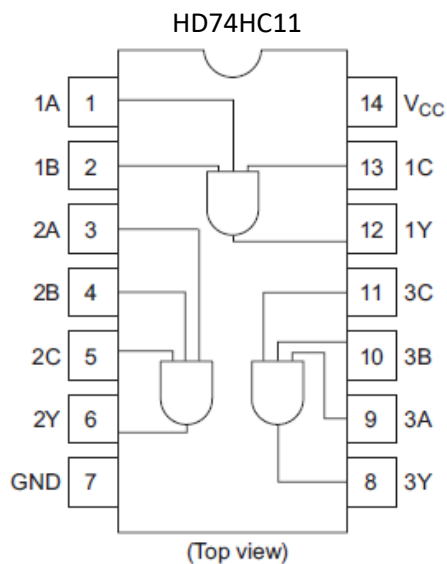 HD74HC11
1A 1 14 VCC
1B 2 13 1C
2A 3 12 1Y
2B 4 11 3C
2C 5 10 3B
2Y 6 9 3A
GND 7 8 3Y
(Top view)